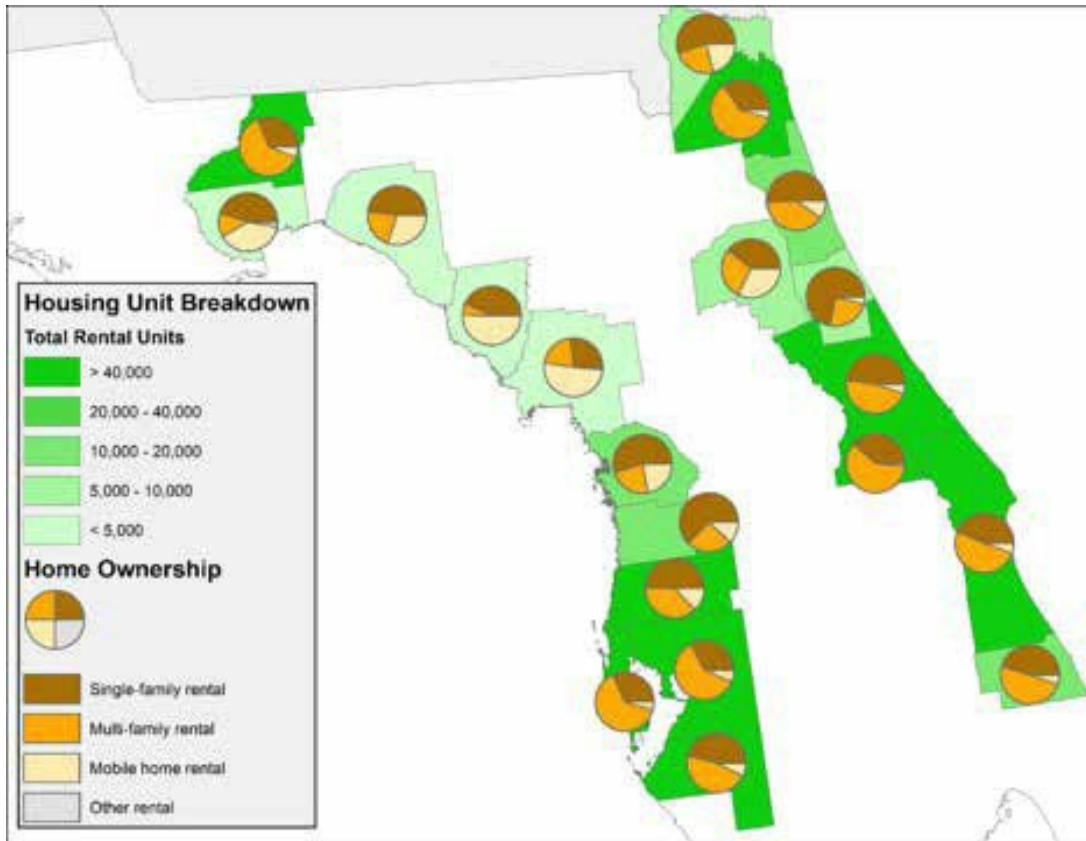 Housing Unit Breakdown
Total Rental Units
> 40,000
20,000 - 40,000
10,000 - 20,000
5,000 - 10,000
< 5,000
Home Ownership
Single-family rental
Multi-family rental
Mobile home rental
Other rental